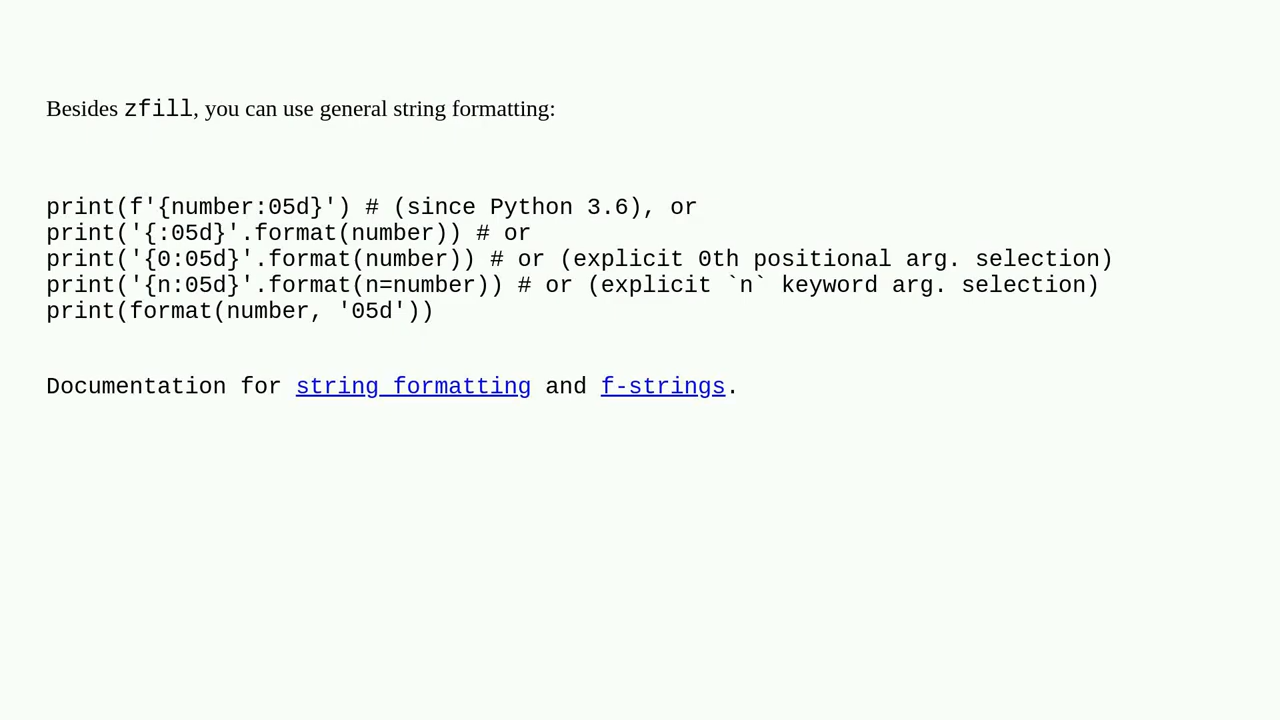 Besides zfill, you can use general string formatting:
print(f'{number:05d}') # (since Python 3.6), or
print('{:05d}'.format(number)) # or
print('{0:05d}'.format(number)) # or (explicit 0th positional arg. selection)
print('{n:05d}'.format(n=number)) # or (explicit `n` keyword arg. selection)
print(format(number, '05d'))
Documentation for string formatting and f-strings.